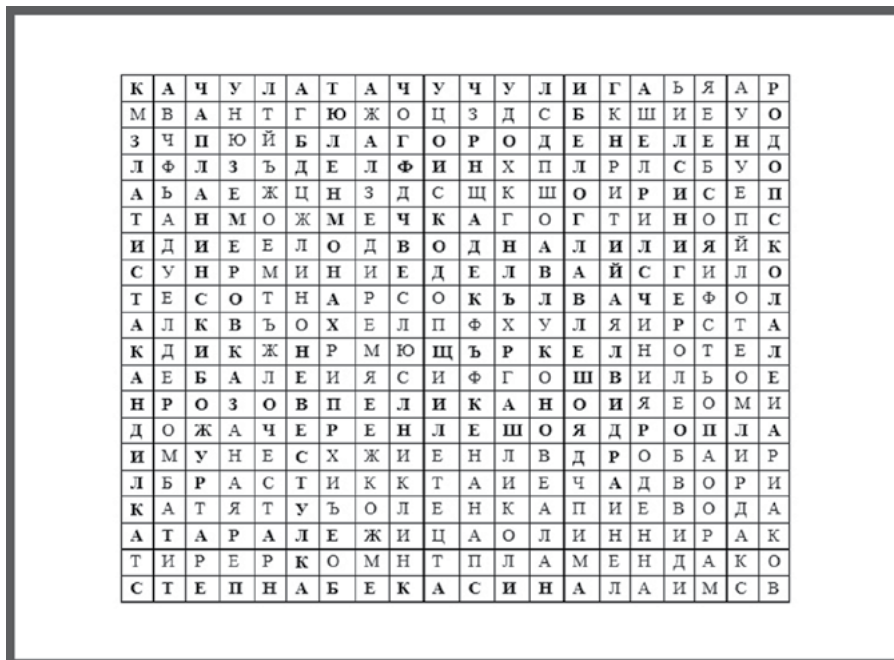 К А Ч У Л А Т А Ч У Ч У Л И Г А Ь Я А Р
М В А Н Т Г Ю Ж О Ц З Д С Б К Ш И Е У О
З Ч П Ю Й Б Л А Г О Р О Д Е Н Е Л Е Н Д
Л Ф Л З Ъ Д Е Л Ф И Н Х П Л Р Л С Б У О
А Ь А Е Ж Ц Н З Д С Щ К Ш О И Р И С Е П
Т А Н М О Ж М Е Ч К А Г О Г Т И Н О П С
И Д И Е Е Л О Д В О Д Н А Л И Л И Я Й К
С У Н Р М И Н И Е Д Е Л В А Й С Г И Л О
Т Е С О Т Н А Р С О К Ъ Л В А Ч Е Ф О Л
А Л К В Ъ О Х Е Л П Ф Х У Л Я И Р С Т А
К Д И К Ж Н Р М Ю Щ Ъ Р К Е Л Н О Т Е Л
А Е Б А Л Е И Я С И Ф Г О Ш В И Л Ь О Е
Н Р О З О В П Е Л И К А Н О И Я Е О М И
Д О Ж А Ч Е Р Е Н Л Е Ш О Я Д Р О П Л А
И М У Н Е С Х Ж И Е Н Л В Д Р О Б А И Р
Л Б Р А С Т И К К Т А И Е Ч А Д В О Р И
К А Т Я Т У Ъ О Л Е Н К А П И Е В О Д А
А Т А Р А Л Е Ж И Ц А О Л И Н Н И Р А К
Т И Р Е Р К О М Н Т П Л А М Е Н Д А К О
С Т Е П Н А Б Е К А С И Н А Л А И М С В